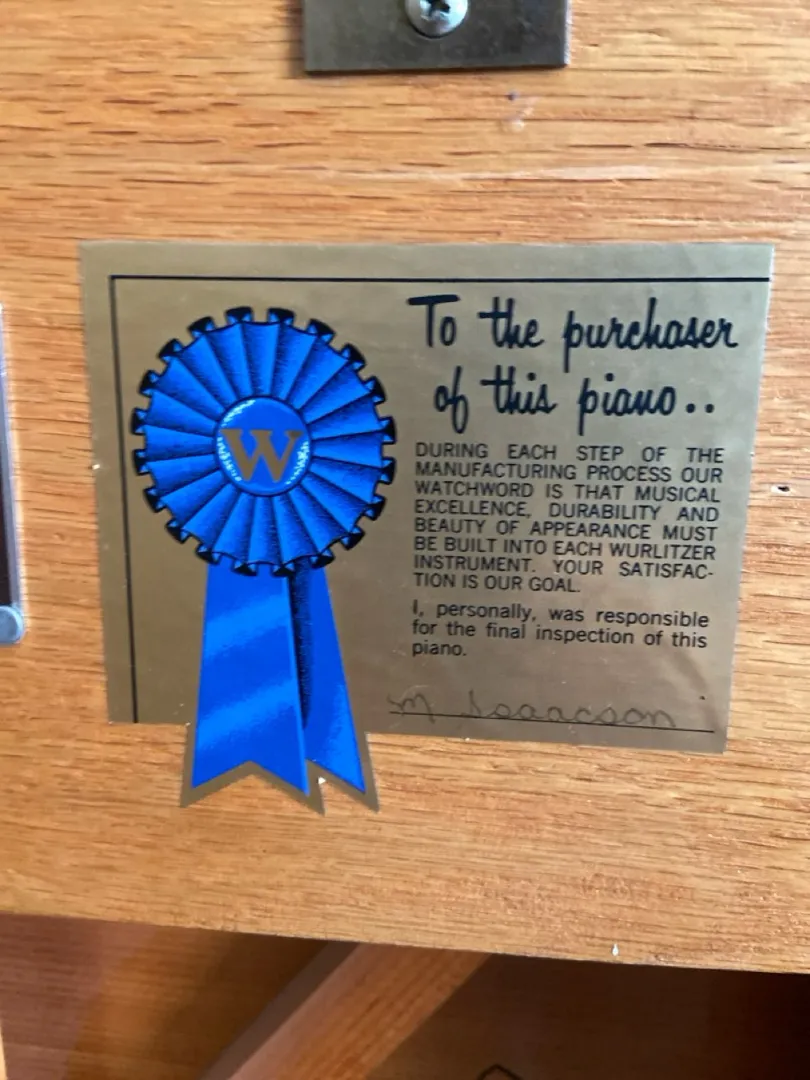 To the purchaser
of this piano..
W
DURING EACH STEP OF THE
MANUFACTURING PROCESS OUR
WATCHWORD IS THAT MUSICAL
EXCELLENCE, DURABILITY AND
BEAUTY OF APPEARANCE MUST
BE BUILT INTO EACH WURLITZER
INSTRUMENT. YOUR SATISFAC-
TION IS OUR GOAL.
I, personally, was responsible
for the final inspection of this
piano.
M Isaacson